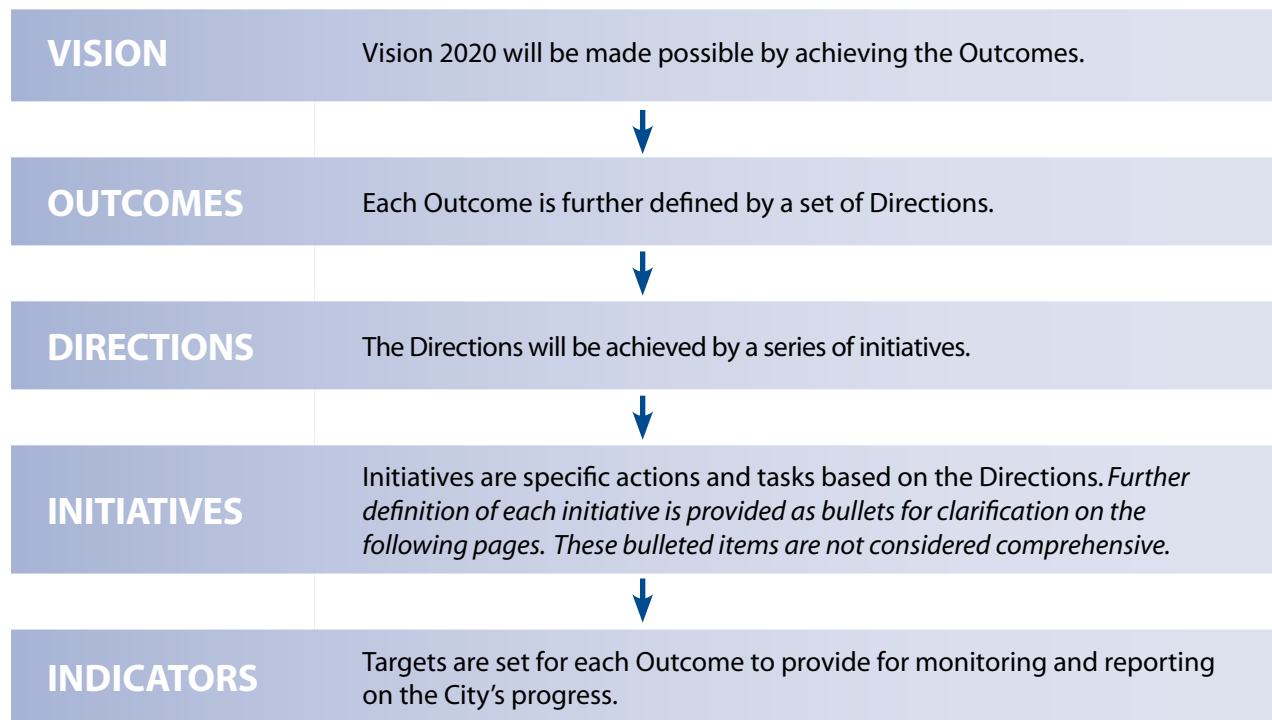 VISION
Vision 2020 will be made possible by achieving the Outcomes.
OUTCOMES
Each Outcome is further defined by a set of Directions.
DIRECTIONS
The Directions will be achieved by a series of initiatives.
INITIATIVES
Initiatives are specific actions and tasks based on the Directions. Further
definition of each initiative is provided as bullets for clarification on the
following pages. These bulleted items are not considered comprehensive.
INDICATORS
Targets are set for each Outcome to provide for monitoring and reporting
on the City’s progress.